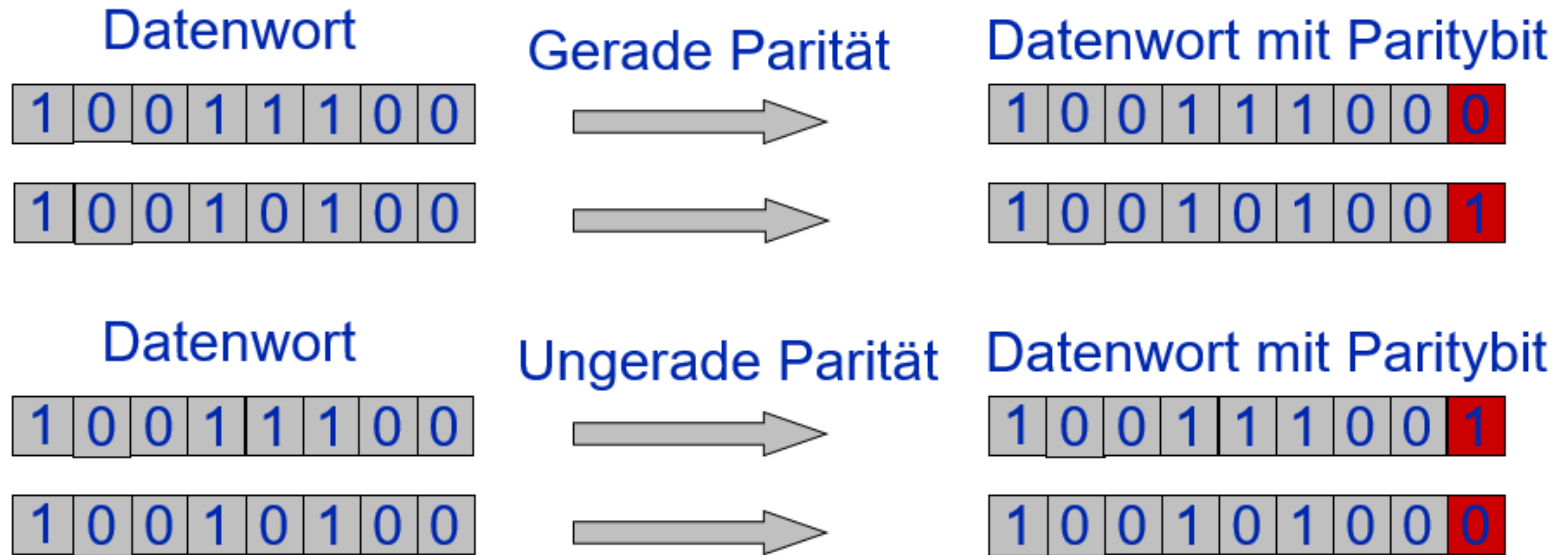 Datenwort Gerade Parität Datenwort mit Paritybit
1 0 0 1 1 1 0 0 1 0 0 1 1 1 0 0 0
1 0 0 1 0 1 0 0 1 0 0 1 0 1 0 0 1
Datenwort Ungerade Parität Datenwort mit Paritybit
1 0 0 1 1 1 0 0 1 0 0 1 1 1 0 0 1
1 0 0 1 0 1 0 0 1 0 0 1 0 1 0 0 0